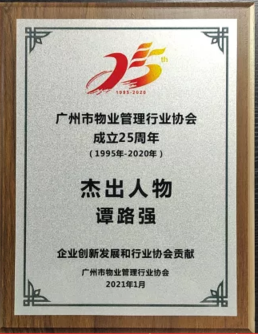 25th
1995-2020
广州市物业管理行业协会
成立25周年
(1995年-2020年)
杰出人物
谭路强
企业创新发展和行业协会贡献
广州市物业管理行业协会
2021年1月